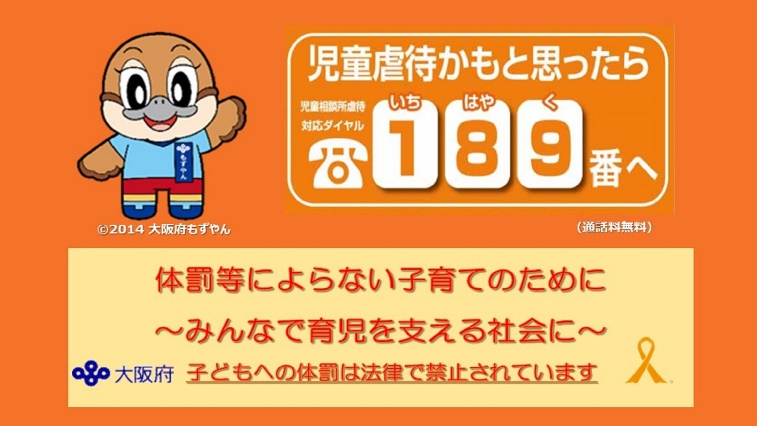 児童虐待かもと思ったら
児童相談所虐待
対応ダイヤル
いち はや く
189番へ
もずやん
©2014 大阪府もずやん
(通話料無料)
体罰等によらない子育てのために
～みんなで育児を支える社会に～
大阪府
子どもへの体罰は法律で禁止されています